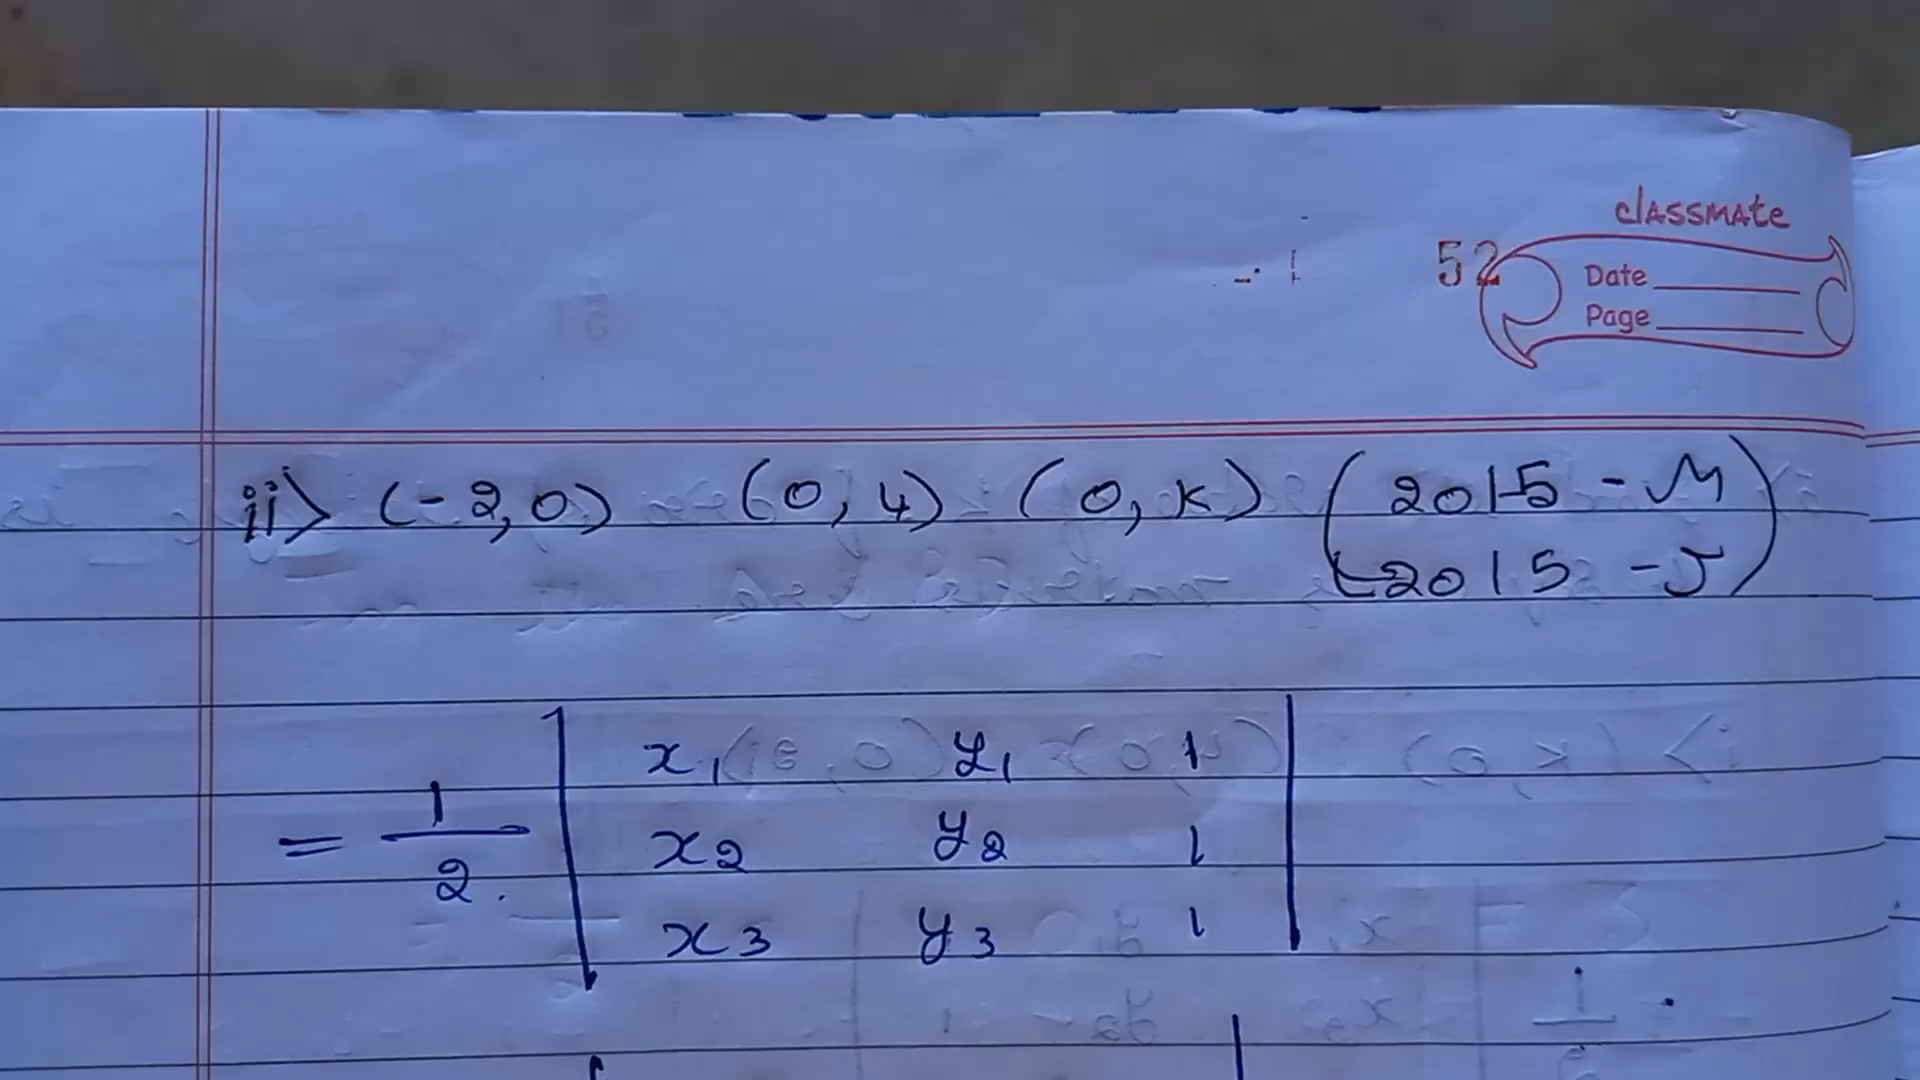 classmate
52
Date
Page
ii) (-2,0) (0,4) (0,k) (2015 - M
2015 - J)
= 1/2 | x1 y1 1 |
x2 y2 1
x3 y3 1